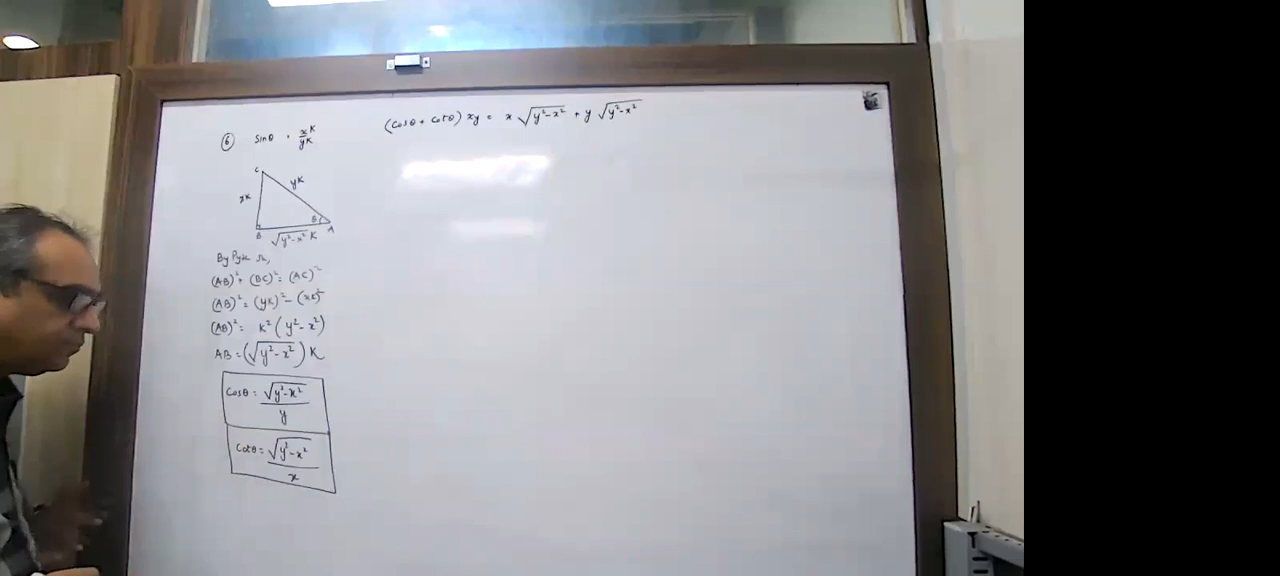 ⑥ Sinθ = xK/yK
C
yK
xK
θ
B
A
√(y²-x²) K
By Pyth
(AB)² + (BC)² = (AC)²
(AB)² = (yK)² - (xK)²
(AB)² = K² (y² - x²)
AB = (√(y²-x²)) K
Cosθ = √(y²-x²)/y
Cotθ = √(y²-x²)/x
(Cosθ + Cotθ) xy = x √(y²-x²) + y √(y²-x²)